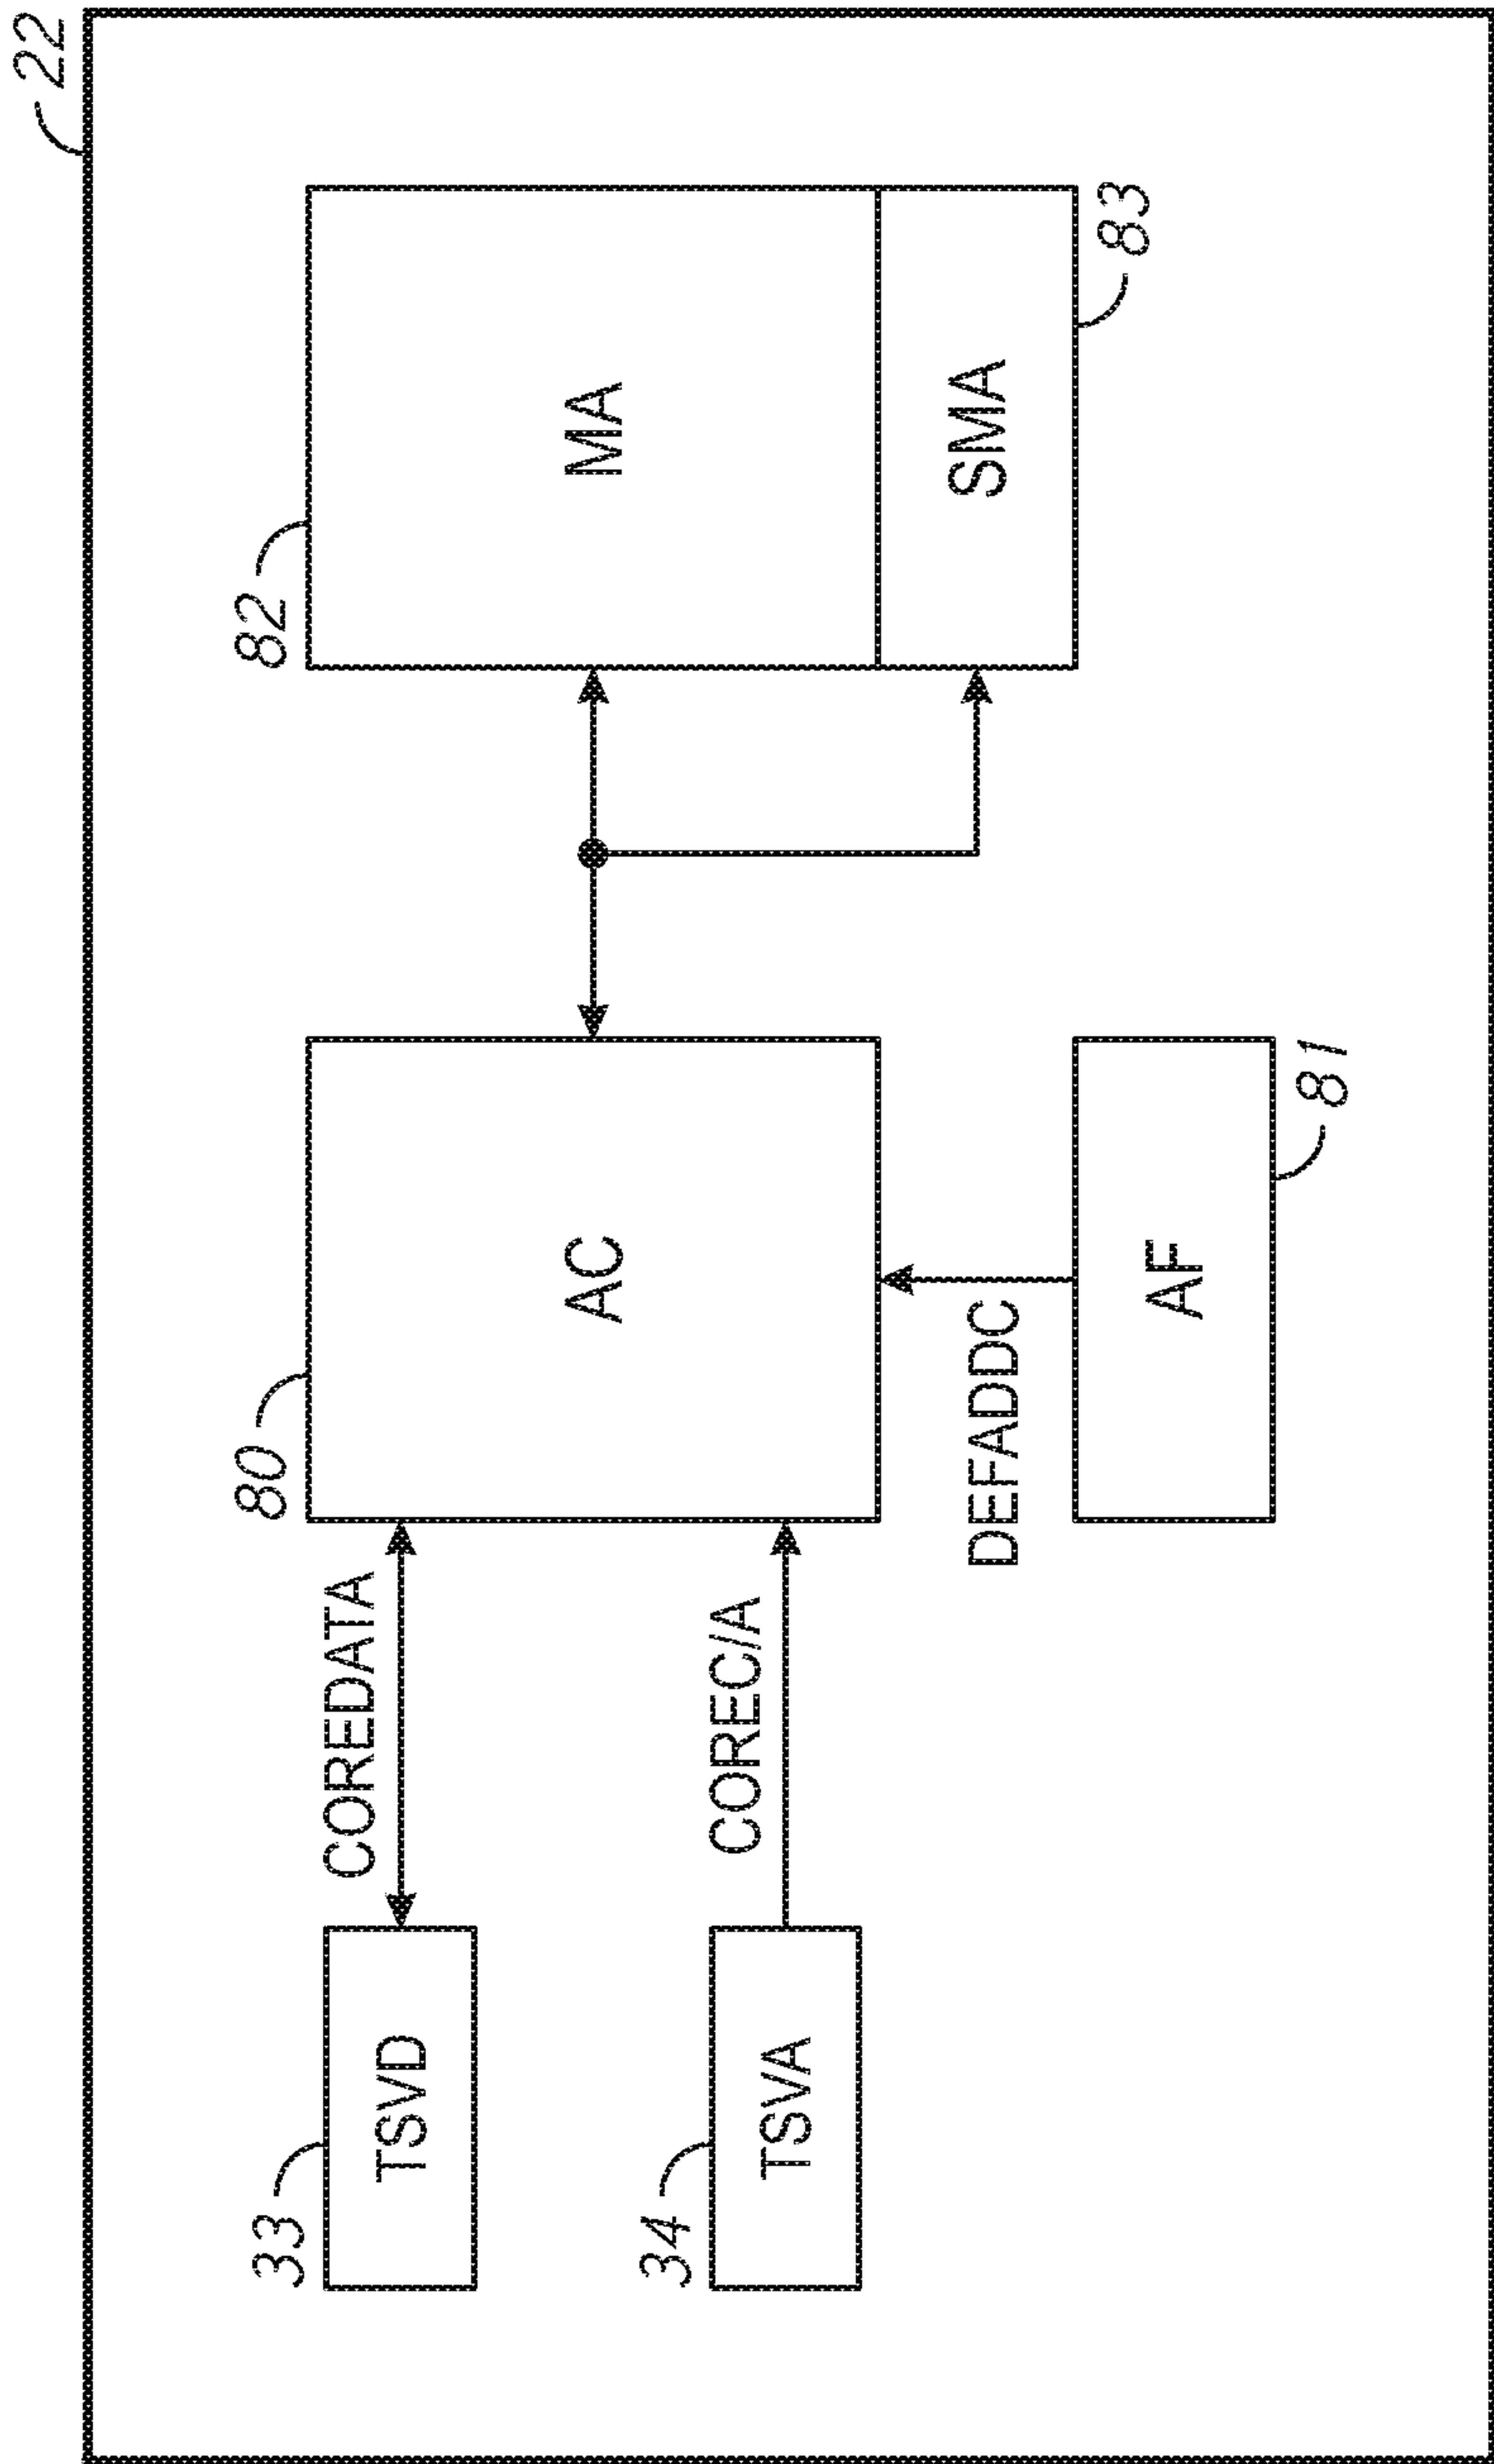 22
82
MA
SMA
83
80
AC
DEFADDC
AF
81
COREDATA
COREC/A
33
TSVD
34
TSVA